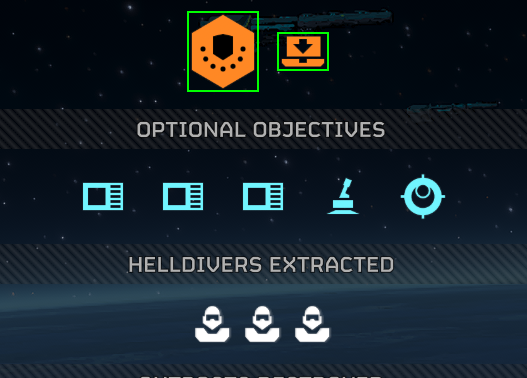 OPTIONAL OBJECTIVES
HELLDIVERS EXTRACTED